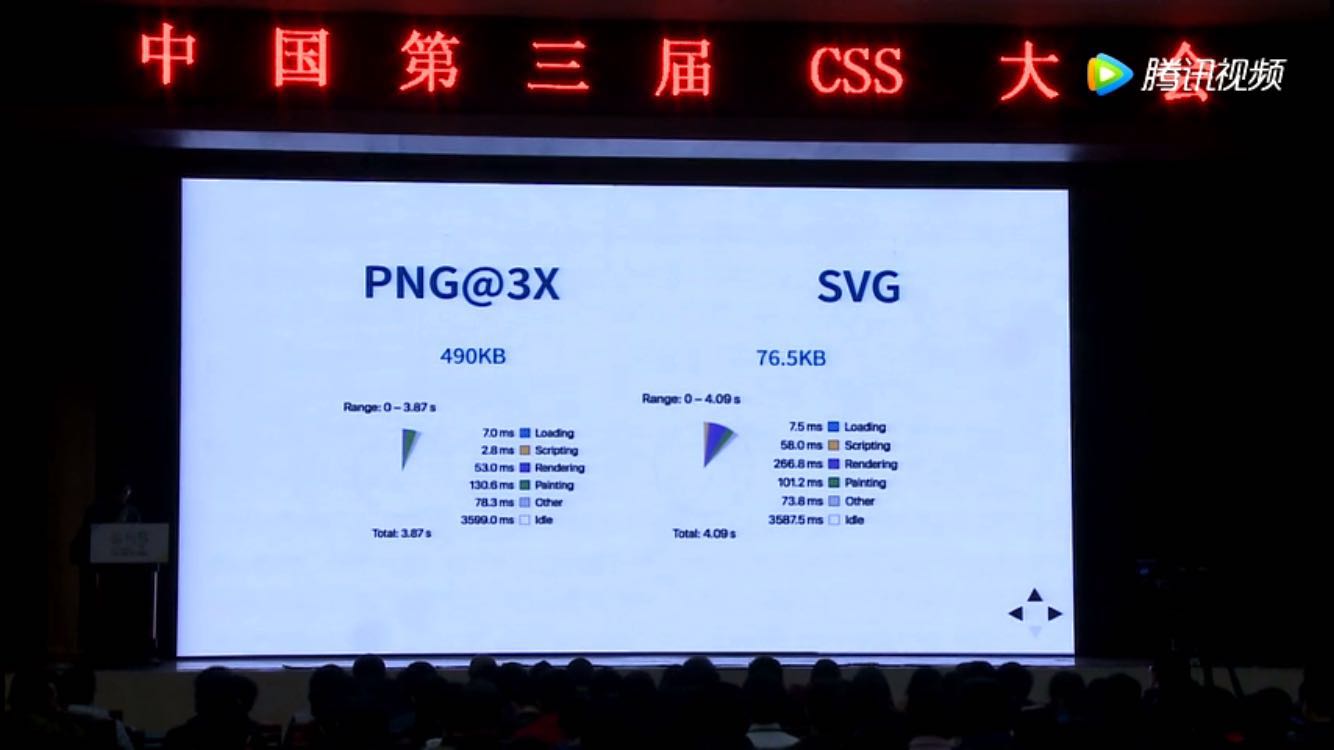 中国第三届 CSS 大会
腾讯视频
PNG@3X
490KB
Range: 0 – 3.87 s
7.0 ms Loading
2.8 ms Scripting
53.0 ms Rendering
130.6 ms Painting
78.3 ms Other
3599.0 ms Idle
Total: 3.87 s
SVG
76.5KB
Range: 0 – 4.09 s
7.5 ms Loading
58.0 ms Scripting
266.8 ms Rendering
101.2 ms Painting
73.8 ms Other
3587.5 ms Idle
Total: 4.09 s